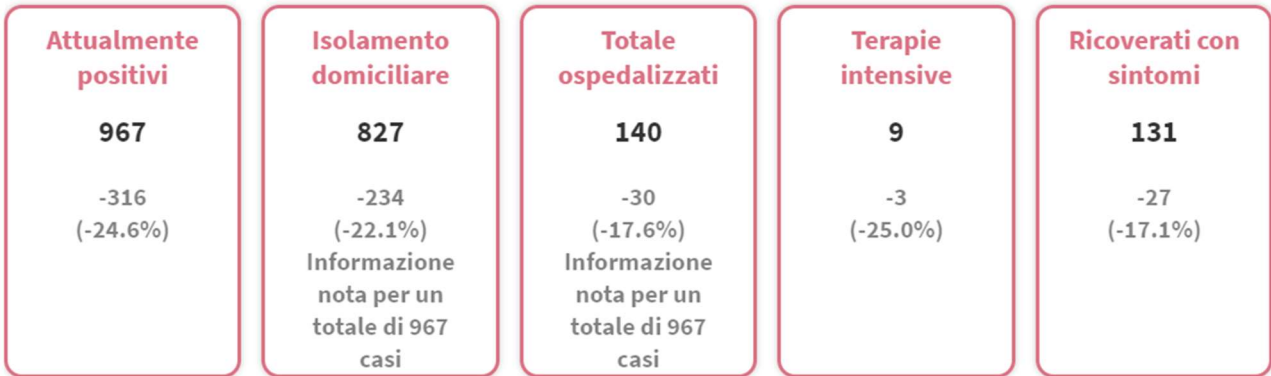 Attualmente
positivi
967
-316
(-24.6%)
Isolamento
domiciliare
827
-234
(-22.1%)
Informazione
nota per un
totale di 967
casi
Totale
ospedalizzati
140
-30
(-17.6%)
Informazione
nota per un
totale di 967
casi
Terapie
intensive
9
-3
(-25.0%)
Ricoverati con
sintomi
131
-27
(-17.1%)